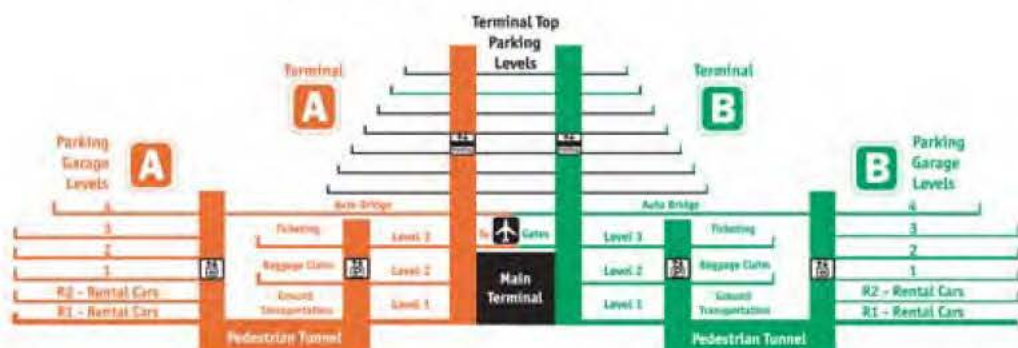 Terminal Top
Parking
Levels
Terminal
A
Terminal
B
Parking
Garage
Levels
A
B
Parking
Garage
Levels
4
Auto Bridge
Auto Bridge
4
3
Ticketing
Level 3
To
Gates
Level 3
Ticketing
3
2
2
1
Baggage Claim
Level 2
Main
Terminal
Level 2
Baggage Claim
1
R2 - Rental Cars
Ground
Transportation
Level 1
Level 1
Ground
Transportation
R2 - Rental Cars
R1 - Rental Cars
R1 - Rental Cars
Pedestrian Tunnel
Pedestrian Tunnel